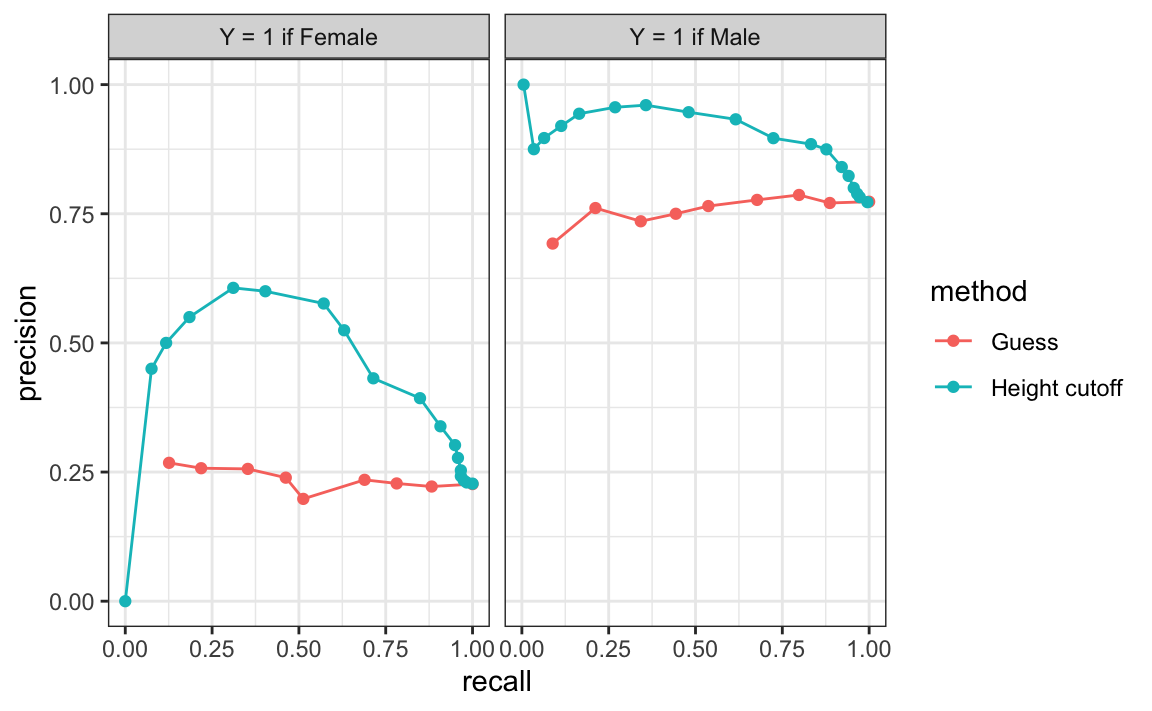 Y = 1 if Female
Y = 1 if Male
1.00
0.75
0.50
0.25
0.00
precision
0.00 0.25 0.50 0.75 1.00
0.00 0.25 0.50 0.75 1.00
recall
method
Guess
Height cutoff